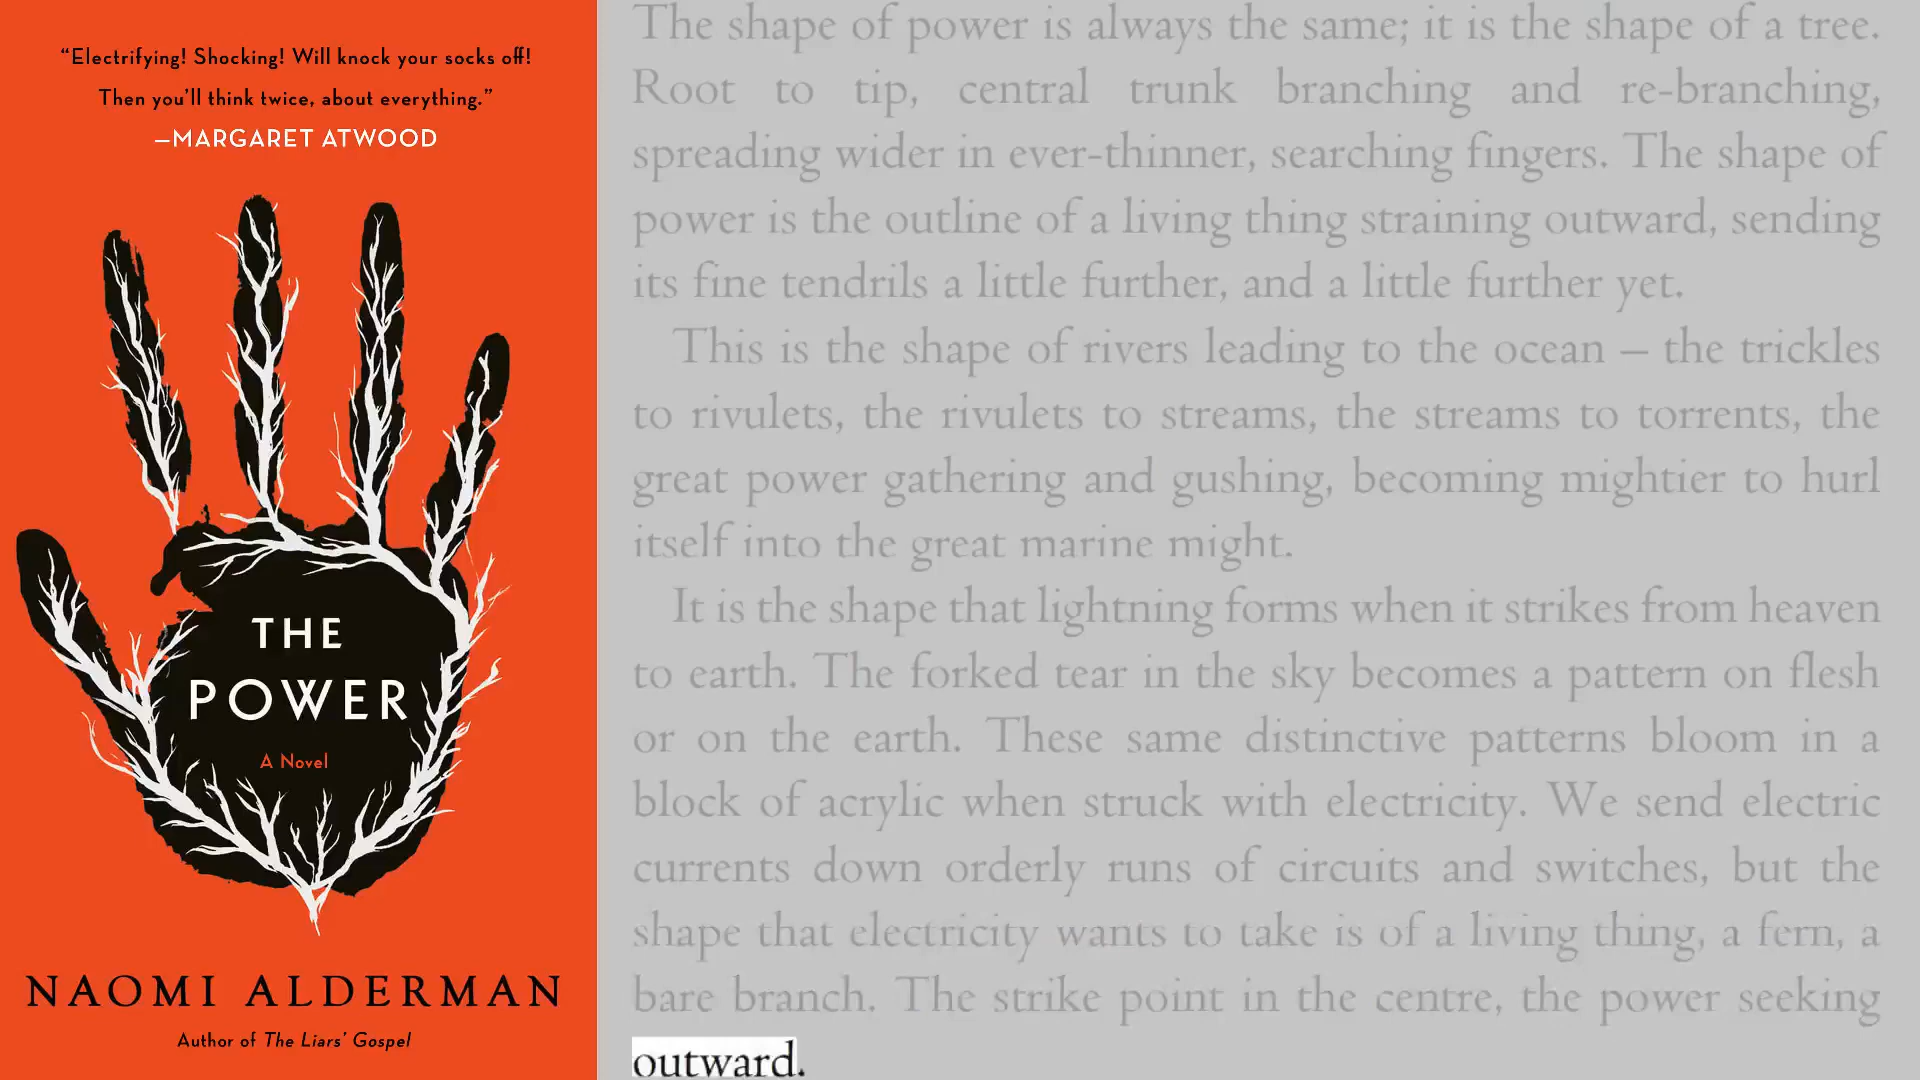 “Electrifying! Shocking! Will knock your socks off!
Then you’ll think twice, about everything.”
—MARGARET ATWOOD
THE
POWER
A Novel
NAOMI ALDERMAN
Author of The Liars’ Gospel
The shape of power is always the same; it is the shape of a tree.
Root to tip, central trunk branching and re-branching,
spreading wider in ever-thinner, searching fingers. The shape of
power is the outline of a living thing straining outward, sending
its fine tendrils a little further, and a little further yet.
This is the shape of rivers leading to the ocean – the trickles
to rivulets, the rivulets to streams, the streams to torrents, the
great power gathering and gushing, becoming mightier to hurl
itself into the great marine might.
It is the shape that lightning forms when it strikes from heaven
to earth. The forked tear in the sky becomes a pattern on flesh
or on the earth. These same distinctive patterns bloom in a
block of acrylic when struck with electricity. We send electric
currents down orderly runs of circuits and switches, but the
shape that electricity wants to take is of a living thing, a fern, a
bare branch. The strike point in the centre, the power seeking
outward.